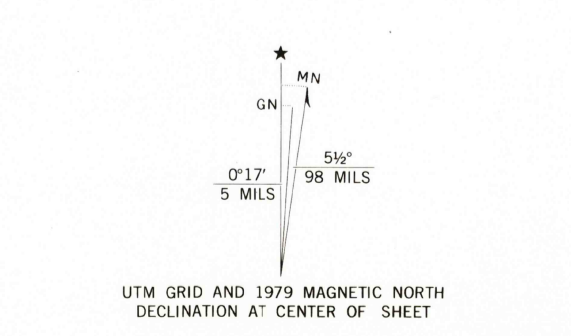 ★
MN
GN
5½°
98 MILS
0°17′
5 MILS
UTM GRID AND 1979 MAGNETIC NORTH
DECLINATION AT CENTER OF SHEET